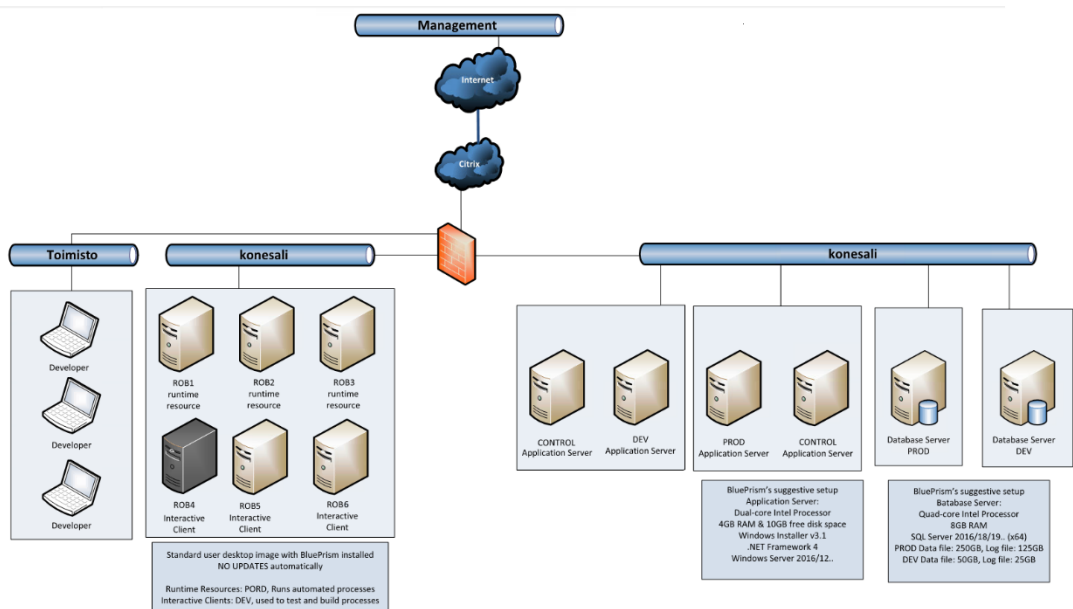 Management
Internet
Citrix
Toimisto
konesali
konesali
Developer
Developer
Developer
ROB1
runtime
resource
ROB2
runtime
resource
ROB3
runtime
resource
ROB4
Interactive
Client
ROB5
Interactive
Client
ROB6
Interactive
Client
Standard user desktop image with BluePrism installed
NO UPDATES automatically
Runtime Resources: PORD, Runs automated processes
Interactive Clients: DEV, used to test and build processes
CONTROL
Application Server
DEV
Application Server
PROD
Application Server
CONTROL
Application Server
Database Server
PROD
Database Server
DEV
BluePrism's suggestive setup
Application Server:
Dual-core Intel Processor
4GB RAM & 10GB free disk space
Windows Installer v3.1
.NET Framework 4
Windows Server 2016/12..
BluePrism's suggestive setup
Batabase Server:
Quad-core Intel Processor
8GB RAM
SQL Server 2016/18/19.. (x64)
PROD Data file: 250GB, Log file: 125GB
DEV Data file: 50GB, Log file: 25GB